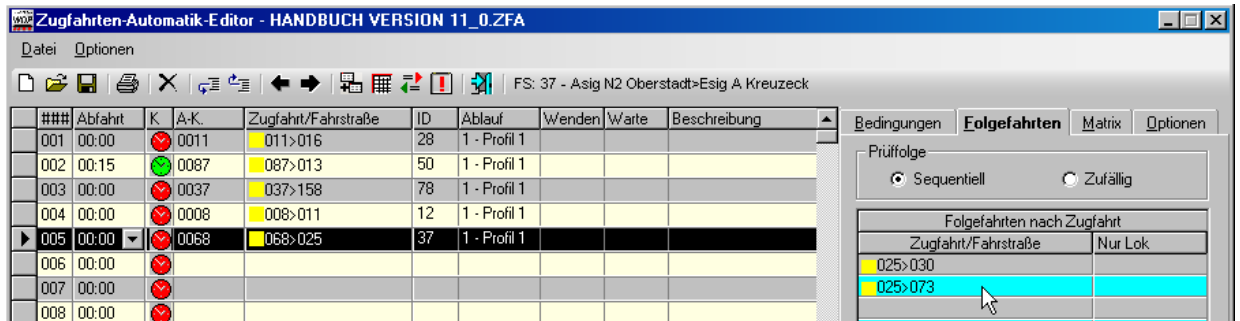 Zugfahrten-Automatik-Editor - HANDBUCH VERSION 11_0.ZFA
Datei Optionen
FS: 37 - Asig N2 Oberstadt>Esig A Kreuzeck
### Abfahrt K A-K. Zugfahrt/Fahrstraße ID Ablauf Wenden Warte Beschreibung
001 00:00 0011 011>016 28 1 - Profil 1
002 00:15 0087 087>013 50 1 - Profil 1
003 00:00 0037 037>158 78 1 - Profil 1
004 00:00 0008 008>011 12 1 - Profil 1
005 00:00 0068 068>025 37 1 - Profil 1
006 00:00
007 00:00
008 00:00
Bedingungen Folgefahrten Matrix Optionen
Prüffolge
Sequentiell Zufällig
Folgefahrten nach Zugfahrt
Zugfahrt/Fahrstraße Nur Lok
025>030
025>073